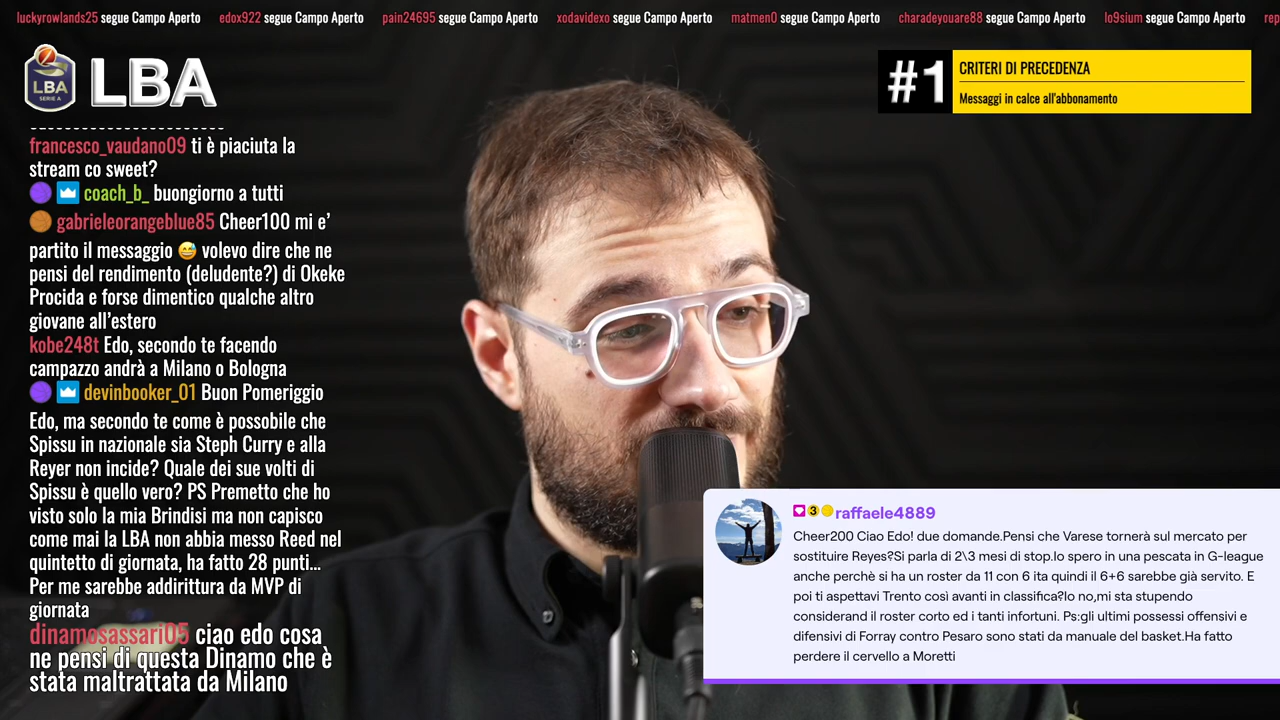 luckyrowlands25 segue Campo Aperto edox922 segue Campo Aperto pain24695 segue Campo Aperto xodavidexo segue Campo Aperto matmen0 segue Campo Aperto charadeyouare88 segue Campo Aperto lo9sium segue Campo Aperto rep
LBA
SERIE A
LBA
#1
CRITERI DI PRECEDENZA
Messaggi in calce all'abbonamento
francesco_vaudano09 ti è piaciuta la
stream co sweet?
coach_b_ buongiorno a tutti
gabrieleorangeblue85 Cheer100 mi e’
partito il messaggio 😅 volevo dire che ne
pensi del rendimento (deludente?) di Okeke
Procida e forse dimentico qualche altro
giovane all’estero
kobe248t Edo, secondo te facendo
campazzo andrà a Milano o Bologna
devinbooker_01 Buon Pomeriggio
Edo, ma secondo te come è possobile che
Spissu in nazionale sia Steph Curry e alla
Reyer non incide? Quale dei sue volti di
Spissu è quello vero? PS Premetto che ho
visto solo la mia Brindisi ma non capisco
come mai la LBA non abbia messo Reed nel
quintetto di giornata, ha fatto 28 punti...
Per me sarebbe addirittura da MVP di
giornata
dinamosassari05 ciao edo cosa
ne pensi di questa Dinamo che è
stata maltrattata da Milano
3 raffaele4889
Cheer200 Ciao Edo! due domande.Pensi che Varese tornerà sul mercato per
sostituire Reyes?Si parla di 2\3 mesi di stop.Io spero in una pescata in G-league
anche perchè si ha un roster da 11 con 6 ita quindi il 6+6 sarebbe già servito. E
poi ti aspettavi Trento così avanti in classifica?Io no,mi sta stupendo
considerand il roster corto ed i tanti infortuni. Ps:gli ultimi possessi offensivi e
difensivi di Forray contro Pesaro sono stati da manuale del basket.Ha fatto
perdere il cervello a Moretti